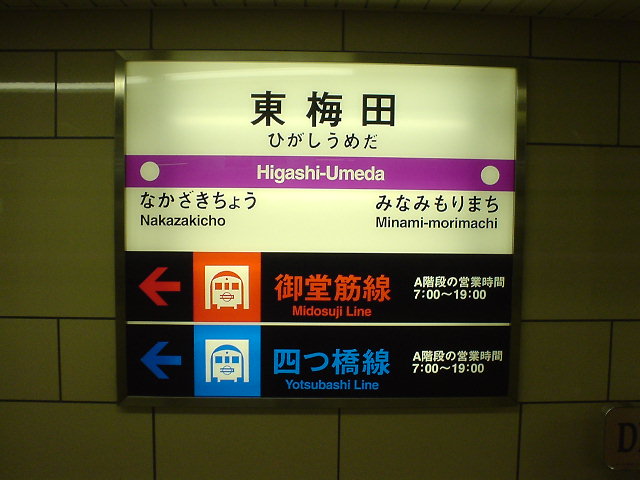 東梅田
ひがしうめだ
Higashi-Umeda
なかざきちょう
Nakazakicho
みなみもりまち
Minami-morimachi
御堂筋線
Midosuji Line
A階段の営業時間
7:00〜19:00
四つ橋線
Yotsubashi Line
A階段の営業時間
7:00〜19:00